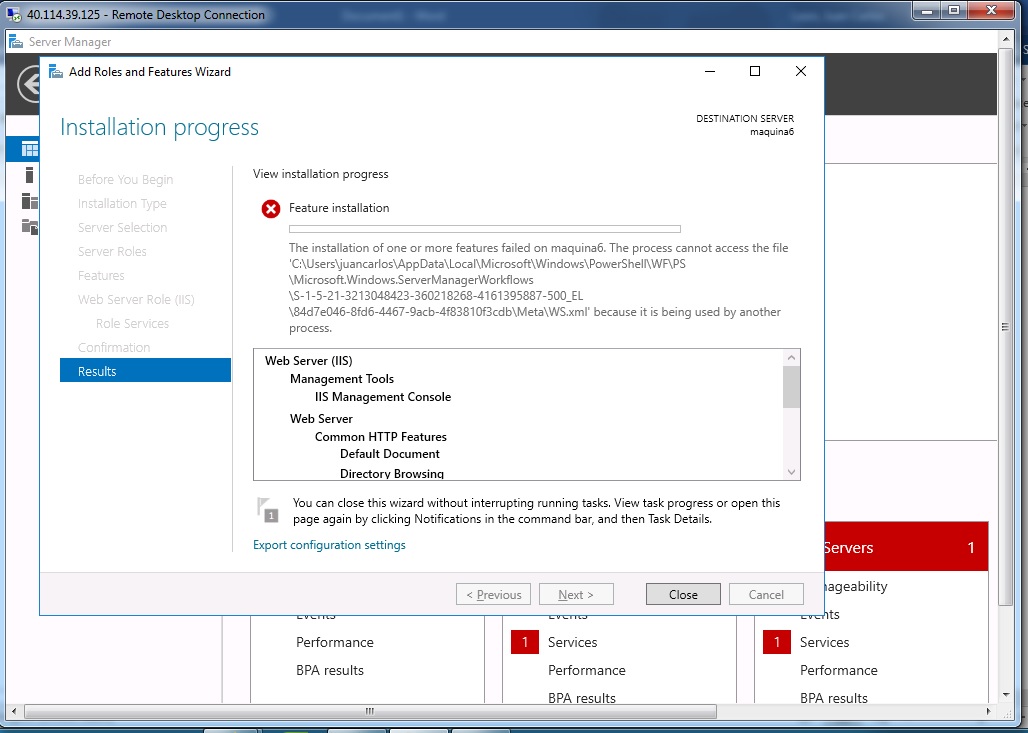 40.114.39.125 - Remote Desktop Connection
Server Manager
Add Roles and Features Wizard
Installation progress
DESTINATION SERVER
maquina6
Before You Begin
Installation Type
Server Selection
Server Roles
Features
Web Server Role (IIS)
Role Services
Confirmation
Results
View installation progress
Feature installation
The installation of one or more features failed on maquina6. The process cannot access the file
'C:\Users\juancarlos\AppData\Local\Microsoft\Windows\PowerShell\WF\PS
\Microsoft.Windows.ServerManagerWorkflows
\S-1-5-21-3213048423-360218268-4161395887-500_EL
\84d7e046-8fd6-4467-9acb-4f83810f3cdb\Meta\WS.xml' because it is being used by another
process.
Web Server (IIS)
Management Tools
IIS Management Console
Web Server
Common HTTP Features
Default Document
Directory Browsing
1
You can close this wizard without interrupting running tasks. View task progress or open this
page again by clicking Notifications in the command bar, and then Task Details.
Export configuration settings
< Previous
Next >
Close
Cancel
Servers 1
nageability
Events
Events
Events
Performance
1 Services
1 Services
BPA results
Performance
Performance
BPA results
BPA results